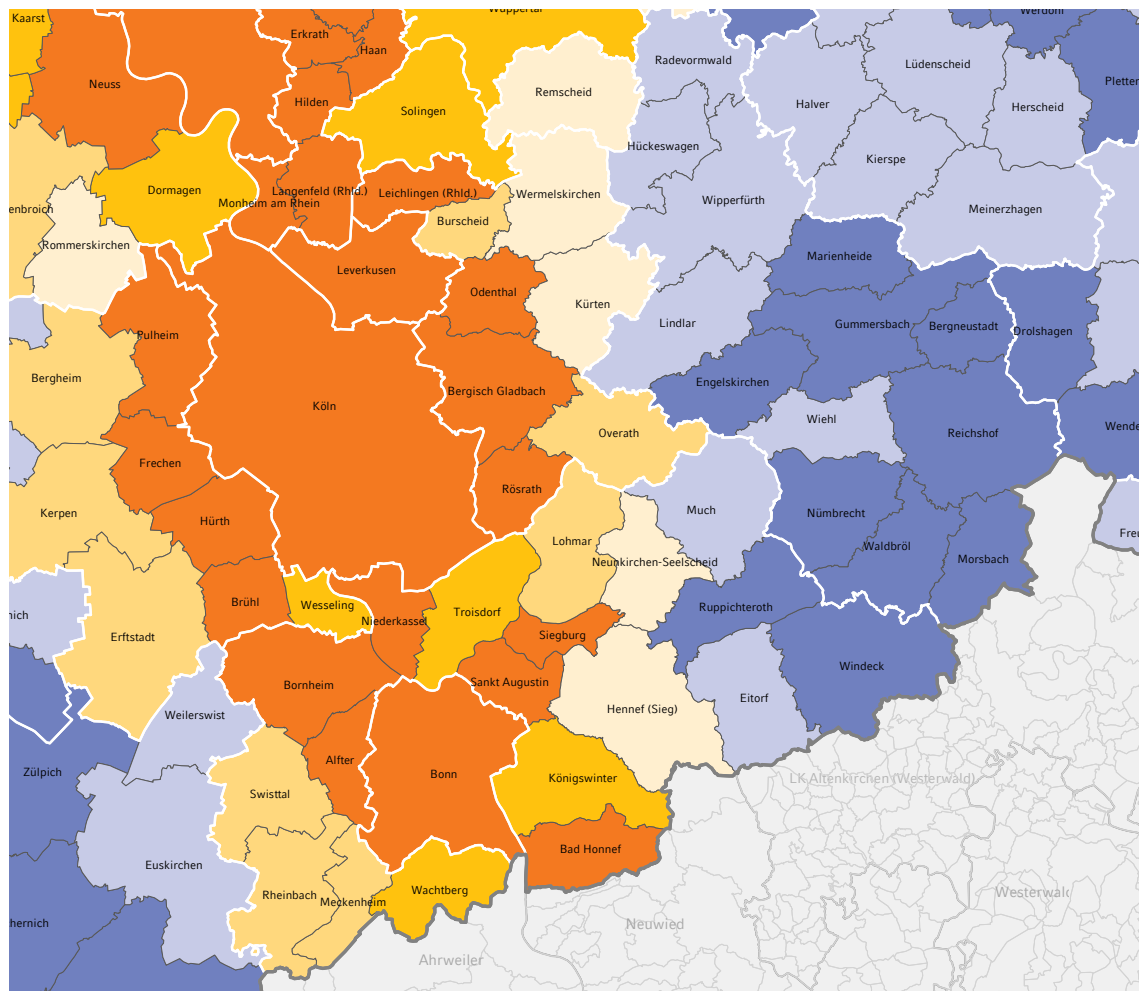 Kaarst
Wuppertal
Werdohl
Erkrath
Haan
Radevormwald
Lüdenscheid
Pletter
Neuss
Remscheid
Hilden
Halver
Herscheid
Solingen
Hückeswagen
Kierspe
Dormagen
Langenfeld (Rhld.)
Leichlingen (Rhld.)
Wermelskirchen
Monheim am Rhein
Wipperfürth
enbroich
Meinerzhagen
Burscheid
Rommerskirchen
Marienheide
Leverkusen
Odenthal
Kürten
Lindlar
Gummersbach
Bergneustadt
Drolshagen
Pulheim
Bergheim
Engelskirchen
Bergisch Gladbach
Köln
Wiehl
Wende
Overath
Reichshof
Frechen
Rösrath
Kerpen
Much
Nümbrecht
Hürth
Freu
Lohmar
Waldbröl
Neunkirchen-Seelscheid
Morsbach
Brühl
Wesseling
Troisdorf
Ruppichteroth
nich
Niederkassel
Erftstadt
Siegburg
Windeck
Bornheim
Sankt Augustin
Eitorf
Hennef (Sieg)
Weilerswist
Alfter
Zülpich
Bonn
Königswinter
LK Altenkirchen (Westerwald)
Swisttal
Bad Honnef
Euskirchen
Wachtberg
Westerwald
Rheinbach
Meckenheim
hernich
Neuwied
Ahrweiler